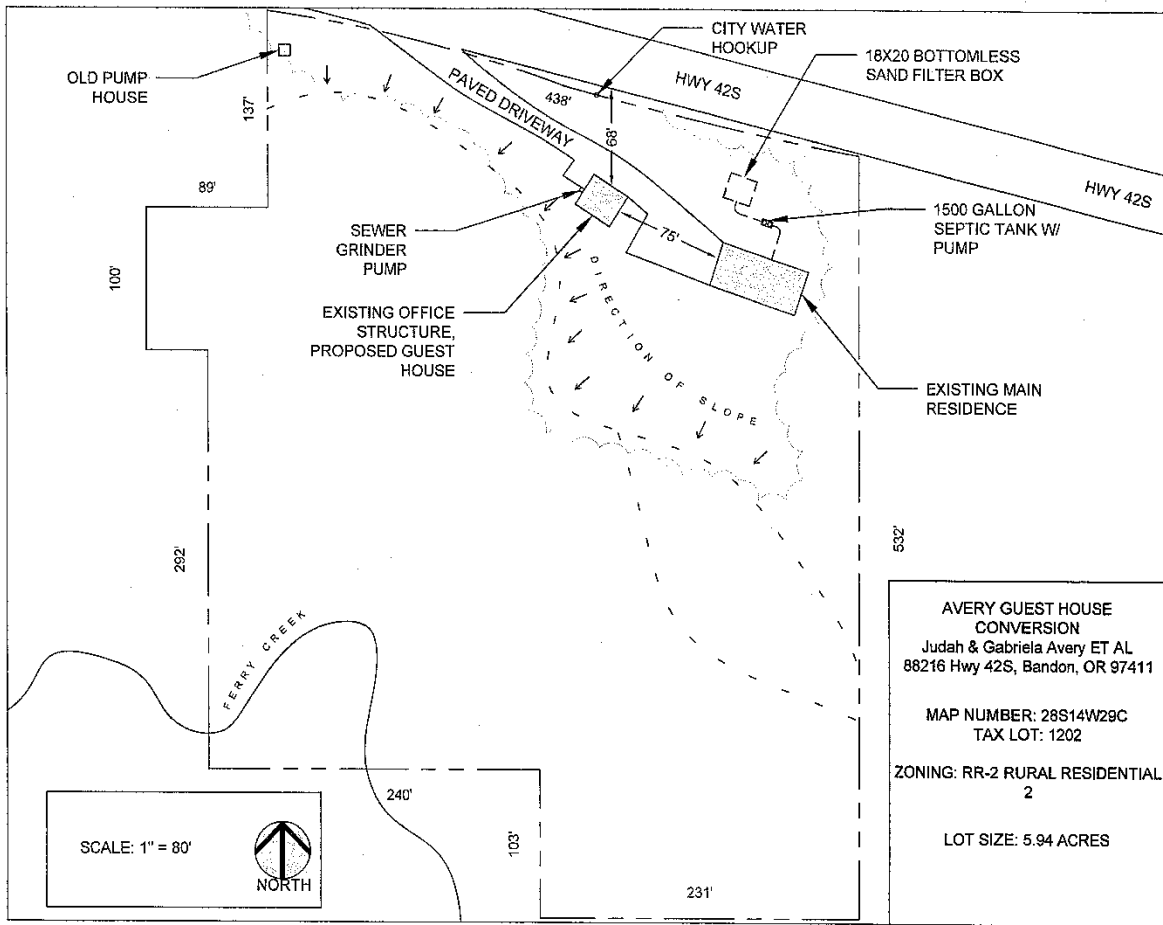 CITY WATER
HOOKUP
18X20 BOTTOMLESS
SAND FILTER BOX
HWY 42S
OLD PUMP
HOUSE
137'
PAVED DRIVEWAY
438'
68'
HWY 42S
89'
1500 GALLON
SEPTIC TANK W/
PUMP
SEWER
GRINDER
PUMP
75'
100'
EXISTING OFFICE
STRUCTURE,
PROPOSED GUEST
HOUSE
DIRECTION OF SLOPE
EXISTING MAIN
RESIDENCE
292'
532'
FERRY CREEK
240'
103'
231'
SCALE: 1" = 80'
NORTH
AVERY GUEST HOUSE
CONVERSION
Judah & Gabriela Avery ET AL
88216 Hwy 42S, Bandon, OR 97411
MAP NUMBER: 28S14W29C
TAX LOT: 1202
ZONING: RR-2 RURAL RESIDENTIAL
2
LOT SIZE: 5.94 ACRES